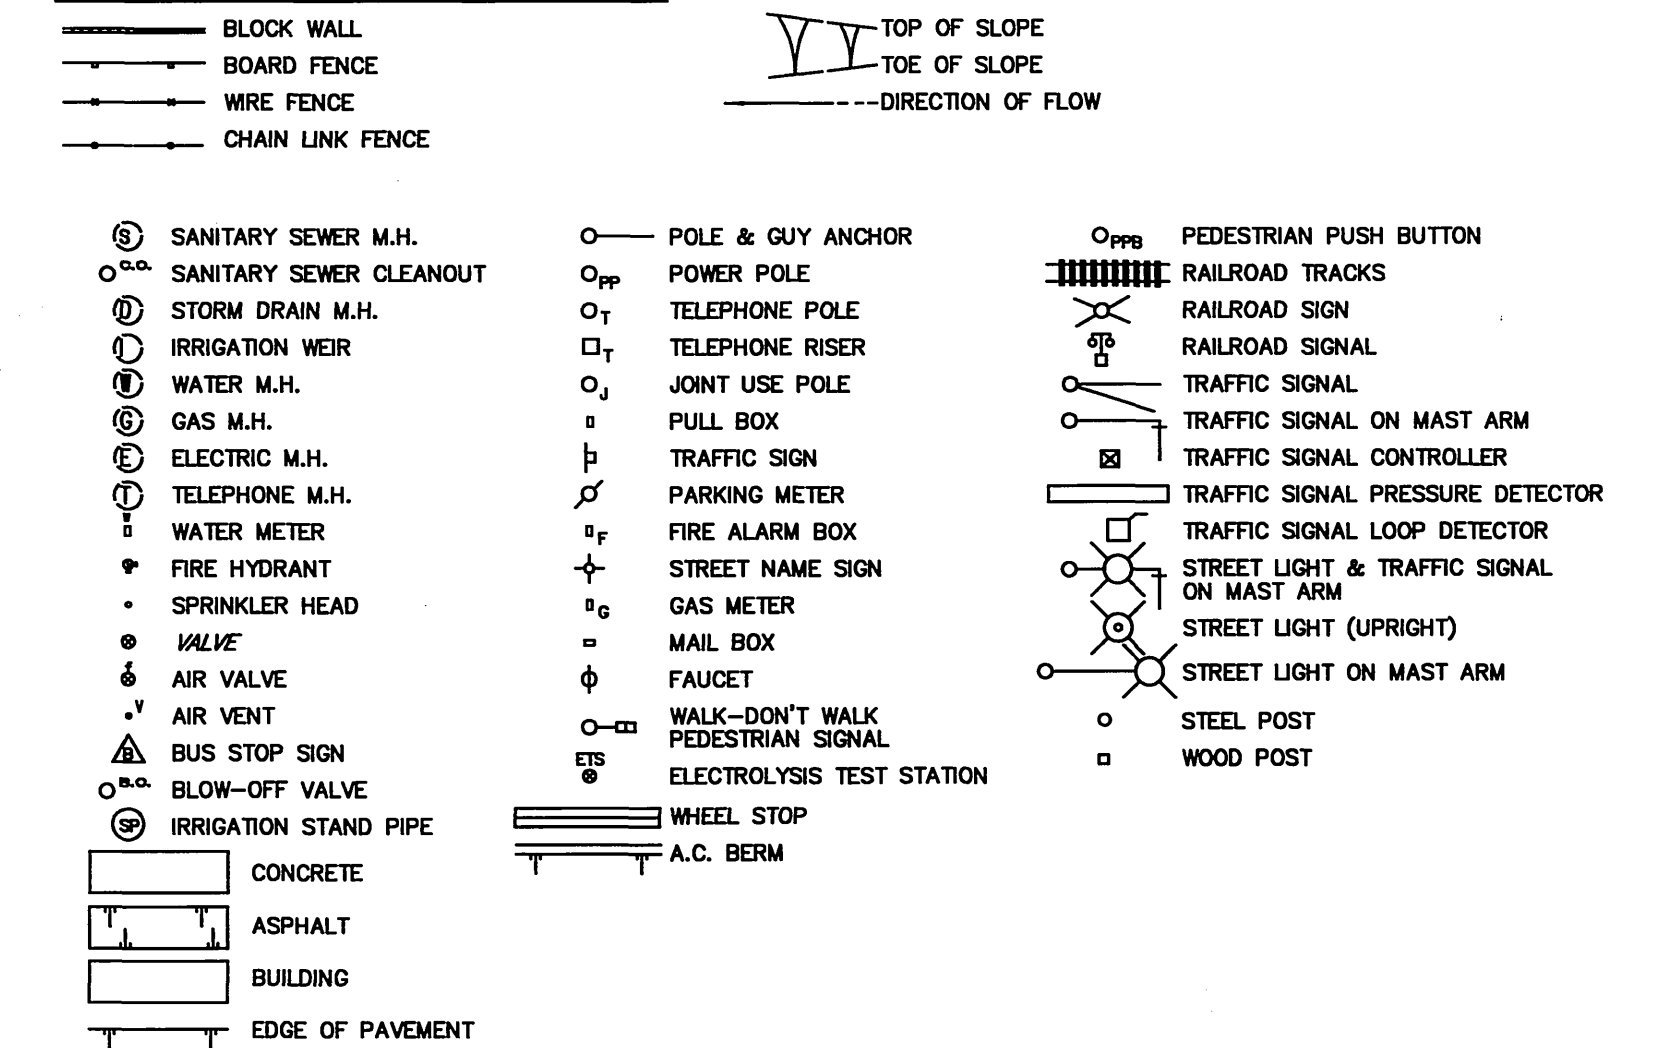 BLOCK WALL
BOARD FENCE
WIRE FENCE
CHAIN LINK FENCE
TOP OF SLOPE
TOE OF SLOPE
DIRECTION OF FLOW
S SANITARY SEWER M.H.
C.O. SANITARY SEWER CLEANOUT
D STORM DRAIN M.H.
I IRRIGATION WEIR
W WATER M.H.
G GAS M.H.
E ELECTRIC M.H.
T TELEPHONE M.H.
W WATER METER
FIRE HYDRANT
SPRINKLER HEAD
VALVE
AIR VALVE
V AIR VENT
B BUS STOP SIGN
B.O. BLOW-OFF VALVE
SP IRRIGATION STAND PIPE
CONCRETE
ASPHALT
BUILDING
EDGE OF PAVEMENT
POLE & GUY ANCHOR
PP POWER POLE
T TELEPHONE POLE
T TELEPHONE RISER
J JOINT USE POLE
PULL BOX
TRAFFIC SIGN
PARKING METER
F FIRE ALARM BOX
STREET NAME SIGN
G GAS METER
MAIL BOX
FAUCET
WALK-DON'T WALK
PEDESTRIAN SIGNAL
ETS
ELECTROLYSIS TEST STATION
WHEEL STOP
A.C. BERM
PPB PEDESTRIAN PUSH BUTTON
RAILROAD TRACKS
RAILROAD SIGN
RAILROAD SIGNAL
TRAFFIC SIGNAL
TRAFFIC SIGNAL ON MAST ARM
TRAFFIC SIGNAL CONTROLLER
TRAFFIC SIGNAL PRESSURE DETECTOR
TRAFFIC SIGNAL LOOP DETECTOR
STREET LIGHT & TRAFFIC SIGNAL
ON MAST ARM
STREET LIGHT (UPRIGHT)
STREET LIGHT ON MAST ARM
STEEL POST
WOOD POST